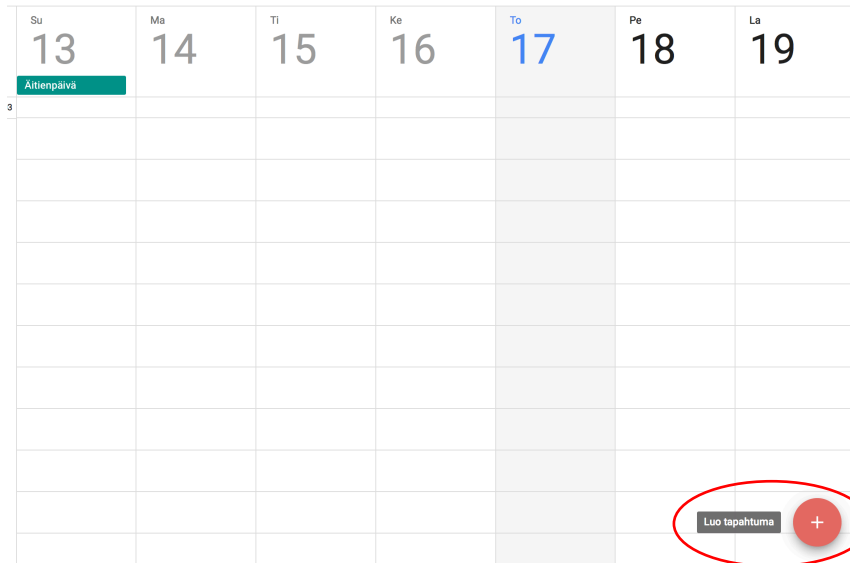 Su Ma Ti Ke To Pe La
13 14 15 16 17 18 19
Äitienpäivä
3
Luo tapahtuma